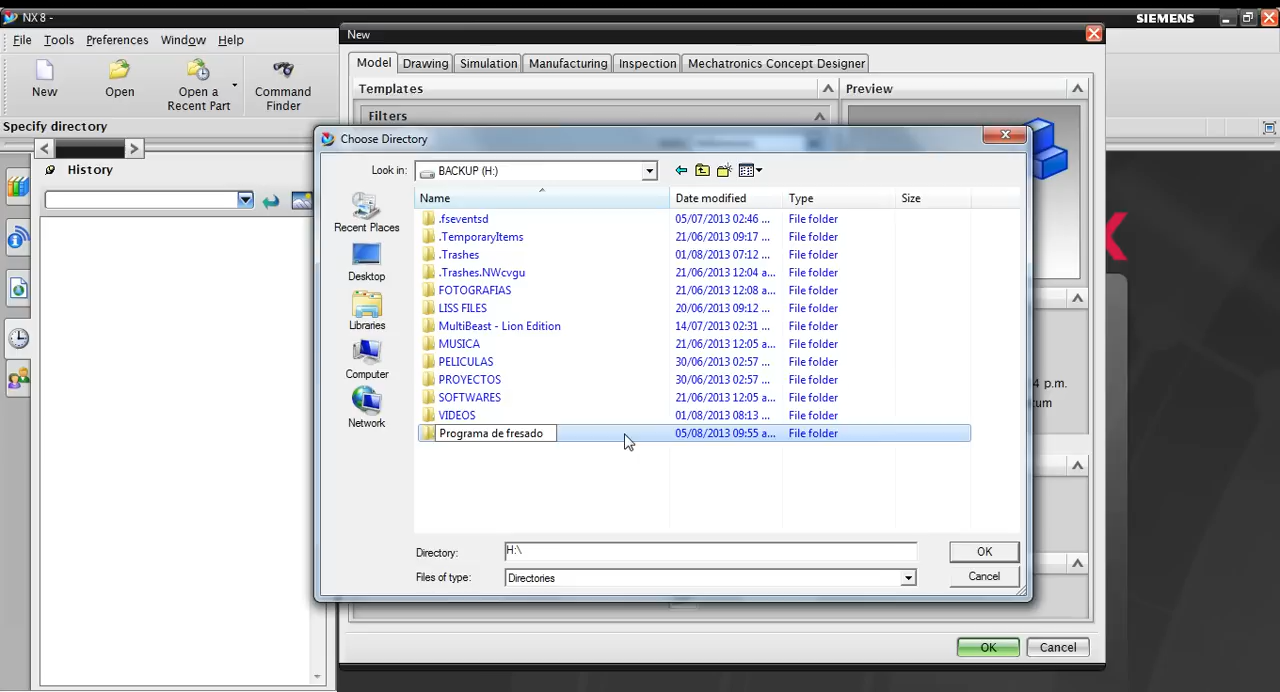 NX 8 -
SIEMENS
File Tools Preferences Window Help
New
Open
Open a
Recent Part
Command
Finder
Specify directory
History
New
Model Drawing Simulation Manufacturing Inspection Mechatronics Concept Designer
Templates
Preview
Filters
Choose Directory
Look in: BACKUP (H:)
Recent Places
Desktop
Libraries
Computer
Network
Name Date modified Type Size
.fseventsd 05/07/2013 02:46 ... File folder
.TemporaryItems 21/06/2013 09:17 ... File folder
.Trashes 01/08/2013 07:12 ... File folder
.Trashes.NWcvgu 21/06/2013 12:04 a... File folder
FOTOGRAFIAS 21/06/2013 12:08 a... File folder
LISS FILES 20/06/2013 09:12 ... File folder
MultiBeast - Lion Edition 14/07/2013 02:31 ... File folder
MUSICA 21/06/2013 12:05 a... File folder
PELICULAS 30/06/2013 02:57 ... File folder
PROYECTOS 30/06/2013 02:57 ... File folder
SOFTWARES 21/06/2013 12:05 a... File folder
VIDEOS 01/08/2013 08:13 ... File folder
Programa de fresado 05/08/2013 09:55 a... File folder
Directory: H:\
OK
Files of type: Directories
Cancel
4 p.m.
tum
OK
Cancel